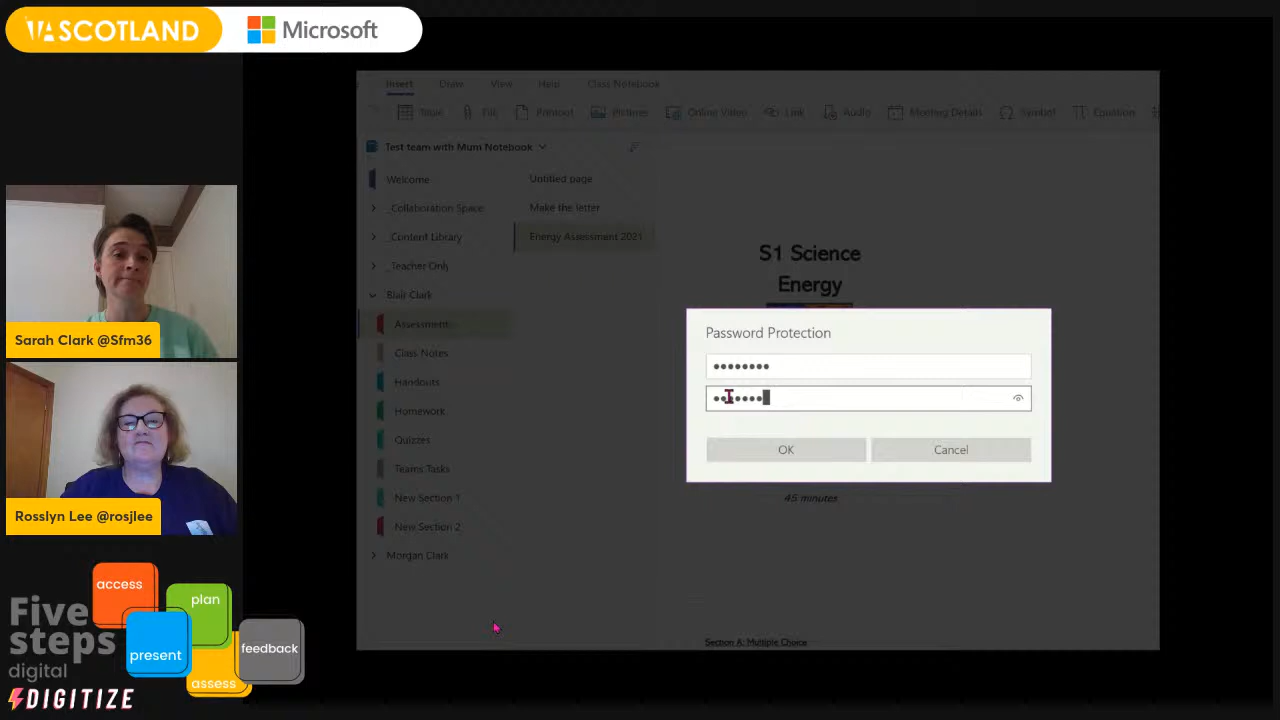 VΛSCOTLAND
Microsoft
Insert Draw View Help Class Notebook
Table File Printout Pictures Online Video Link Audio Meeting Details Symbol Equation
Test team with Mum Notebook
Welcome
_Collaboration Space
_Content Library
_Teacher Only
Blair Clark
Assessment
Class Notes
Handouts
Homework
Quizzes
Teams Tasks
New Section 1
New Section 2
Morgan Clark
Untitled page
Make the letter
Energy Assessment 2021
S1 Science
Energy
Password Protection
OK Cancel
45 minutes
Section A: Multiple Choice
Sarah Clark @Sfm36
Rosslyn Lee @rosjlee
Five
steps
digital
access
plan
present
assess
feedback
DIGITIZE